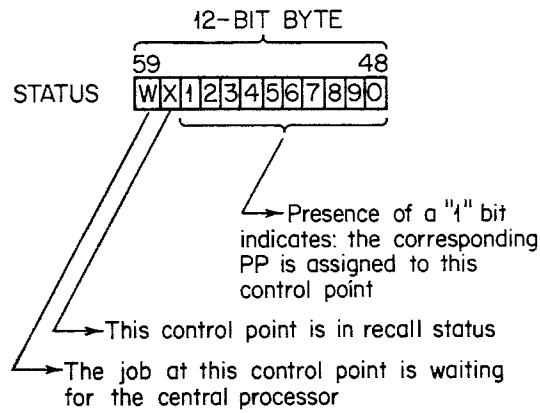 12-BIT BYTE
59 48
STATUS W X 1 2 3 4 5 6 7 8 9 0
Presence of a "1" bit
indicates: the corresponding
PP is assigned to this
control point
This control point is in recall status
The job at this control point is waiting
for the central processor